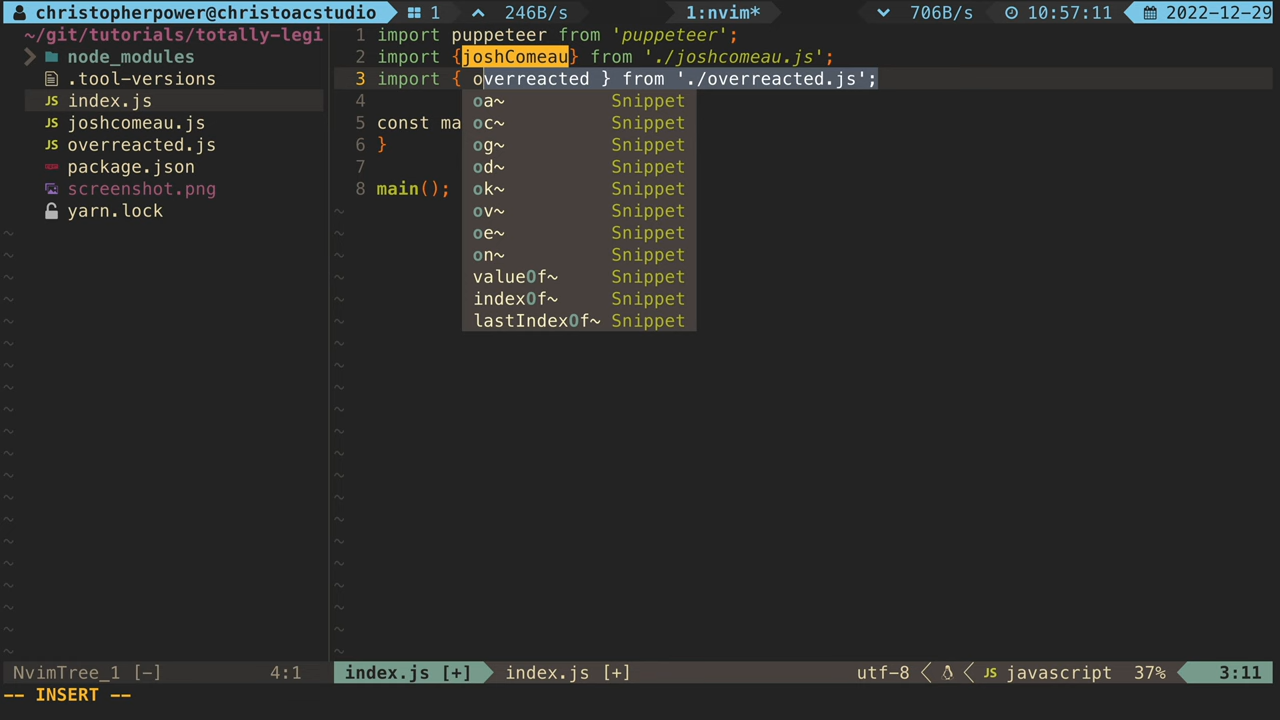 christopherpower@christoacstudio 1 246B/s 1:nvim* 706B/s 10:57:11 2022-12-29
~/git/tutorials/totally-legi
node_modules
.tool-versions
JS index.js
JS joshcomeau.js
JS overreacted.js
package.json
screenshot.png
yarn.lock
1 import puppeteer from 'puppeteer';
2 import {joshComeau} from './joshcomeau.js';
3 import { overreacted } from './overreacted.js';
4
5 const ma
6 }
7
8 main();
oa~ Snippet
oc~ Snippet
og~ Snippet
od~ Snippet
ok~ Snippet
ov~ Snippet
oe~ Snippet
on~ Snippet
valueOf~ Snippet
indexOf~ Snippet
lastIndexOf~ Snippet
NvimTree_1 [-] 4:1
index.js [+] index.js [+] utf-8 JS javascript 37% 3:11
-- INSERT --